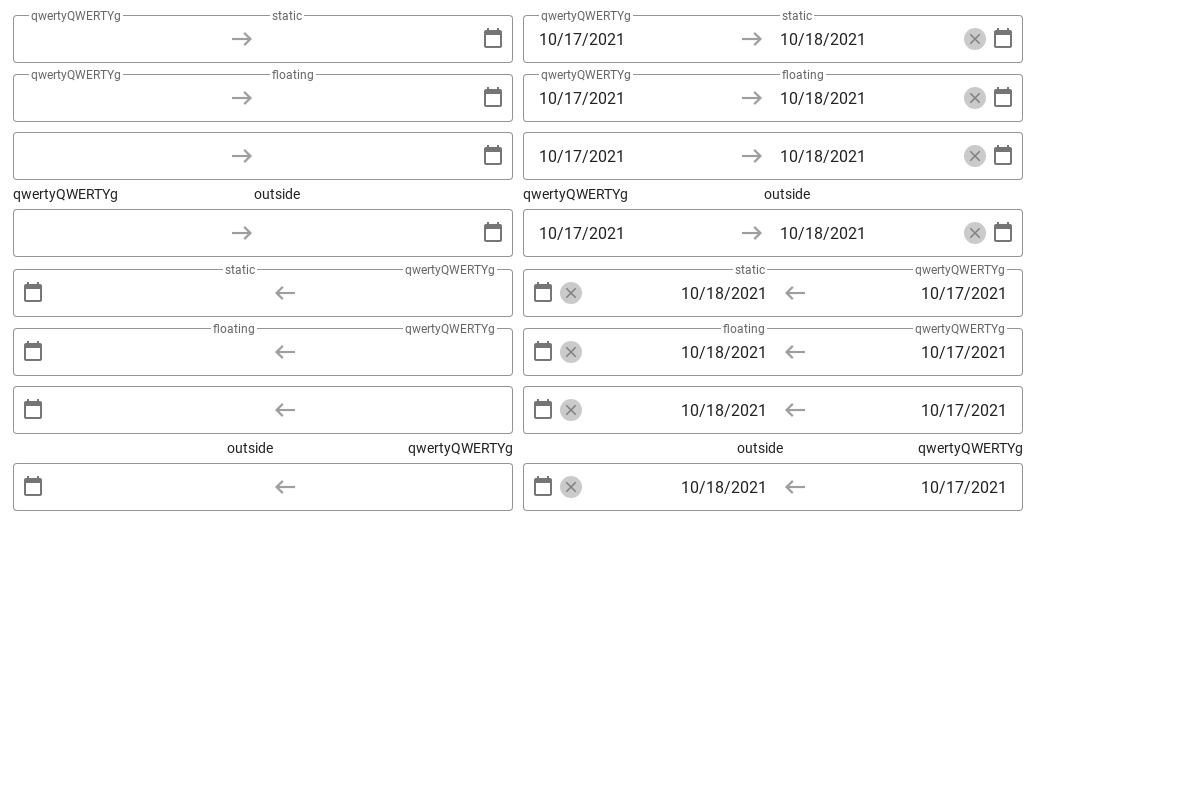 qwertyQWERTYg static qwertyQWERTYg static
10/17/2021 10/18/2021
qwertyQWERTYg floating qwertyQWERTYg floating
10/17/2021 10/18/2021
10/17/2021 10/18/2021
qwertyQWERTYg outside qwertyQWERTYg outside
10/17/2021 10/18/2021
static qwertyQWERTYg static qwertyQWERTYg
10/18/2021 10/17/2021
floating qwertyQWERTYg floating qwertyQWERTYg
10/18/2021 10/17/2021
10/18/2021 10/17/2021
outside qwertyQWERTYg outside qwertyQWERTYg
10/18/2021 10/17/2021